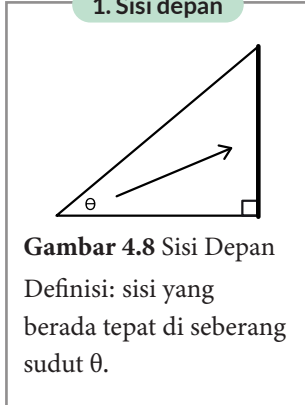 1. Sisi depan
θ
Gambar 4.8 Sisi Depan
Definisi: sisi yang
berada tepat di seberang
sudut θ.